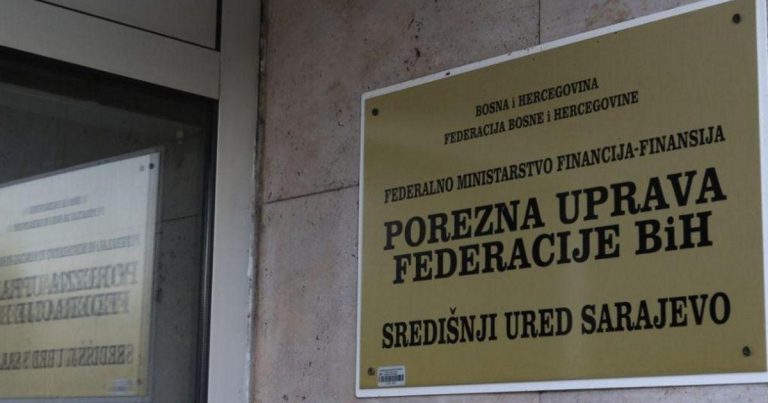 BOSNA i HERCEGOVINA
FEDERACIJA BOSNE i HERCEGOVINE
FEDERALNO MINISTARSTVO FINANCIJA-FINANSIJA
POREZNA UPRAVA
FEDERACIJE BiH
SREDIŠNJI URED SARAJEVO